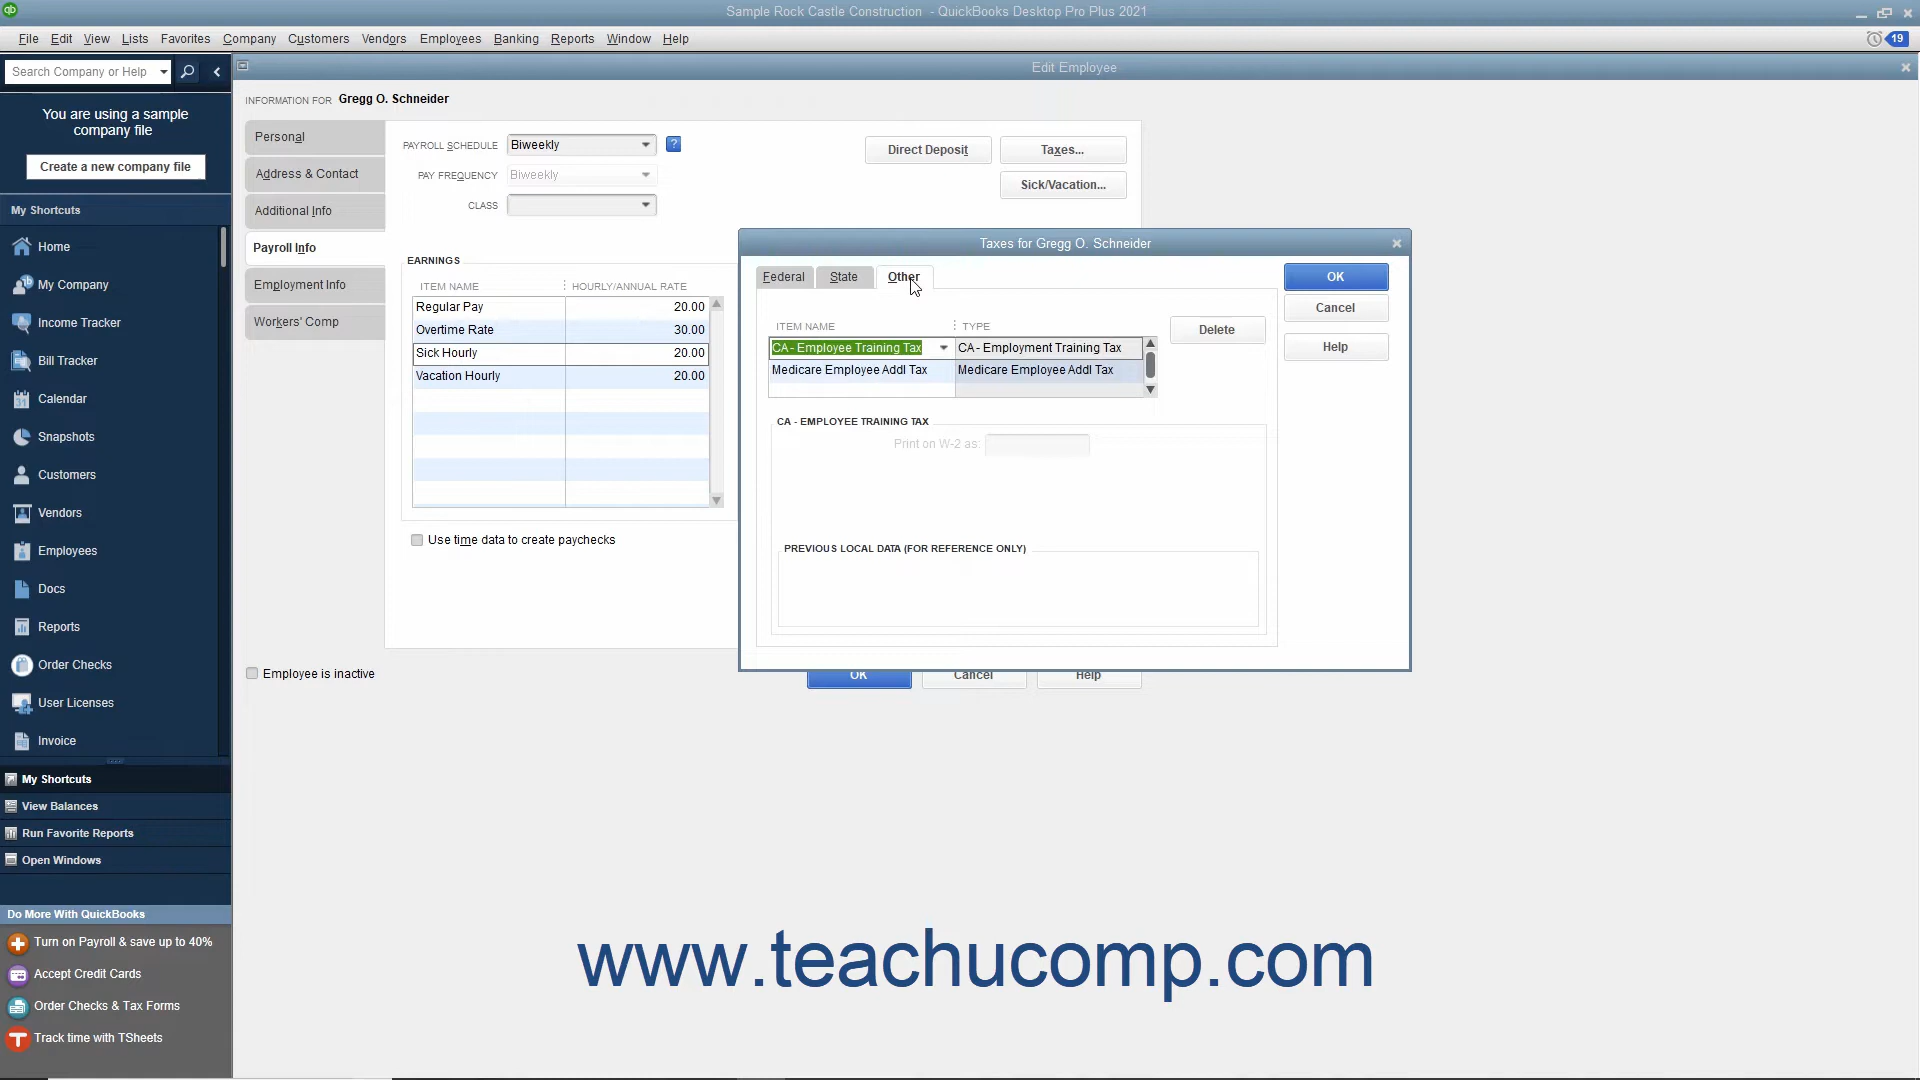 Sample Rock Castle Construction - QuickBooks Desktop Pro Plus 2021
File Edit View Lists Favorites Company Customers Vendors Employees Banking Reports Window Help
19
Search Company or Help
Edit Employee
You are using a sample
company file
Create a new company file
My Shortcuts
Home
My Company
Income Tracker
Bill Tracker
Calendar
Snapshots
Customers
Vendors
Employees
Docs
Reports
Order Checks
User Licenses
Invoice
My Shortcuts
View Balances
Run Favorite Reports
Open Windows
Do More With QuickBooks
Turn on Payroll & save up to 40%
Accept Credit Cards
Order Checks & Tax Forms
Track time with TSheets
INFORMATION FOR Gregg O. Schneider
Personal
Address & Contact
Additional Info
Payroll Info
Employment Info
Workers' Comp
PAYROLL SCHEDULE Biweekly ?
PAY FREQUENCY Biweekly
CLASS
Direct Deposit
Taxes...
Sick/Vacation...
EARNINGS
ITEM NAME HOURLY/ANNUAL RATE
Regular Pay 20.00
Overtime Rate 30.00
Sick Hourly 20.00
Vacation Hourly 20.00
Use time data to create paychecks
Employee is inactive
OK Cancel Help
Taxes for Gregg O. Schneider
Federal State Other
OK
Cancel
Help
ITEM NAME TYPE
Delete
CA - Employee Training Tax CA - Employment Training Tax
Medicare Employee Addl Tax Medicare Employee Addl Tax
CA - EMPLOYEE TRAINING TAX
Print on W-2 as:
PREVIOUS LOCAL DATA (FOR REFERENCE ONLY)
www.teachucomp.com